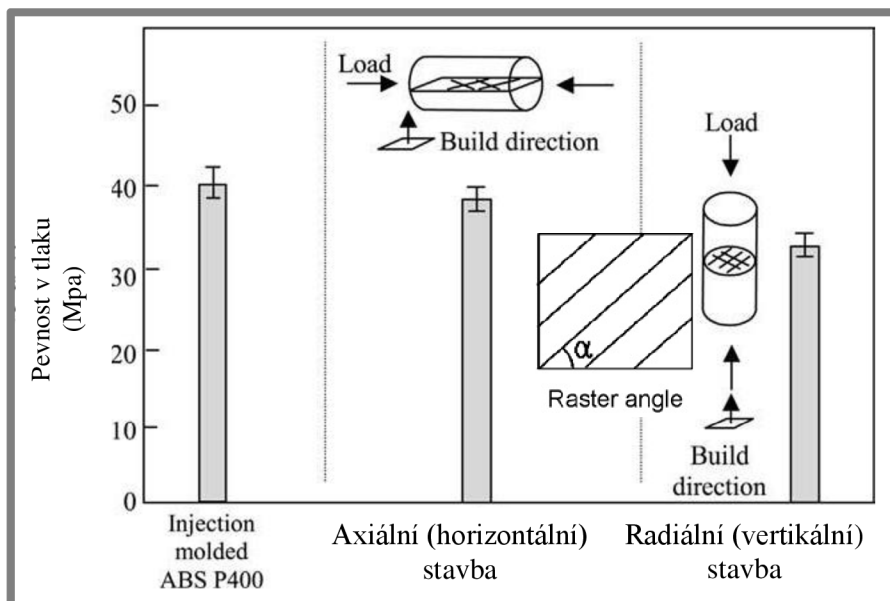 Pevnost v tlaku
(Mpa)
50
40
30
20
10
0
Load
Build direction
α
Raster angle
Load
Build
direction
Injection
molded
ABS P400
Axiální (horizontální)
stavba
Radiální (vertikální)
stavba